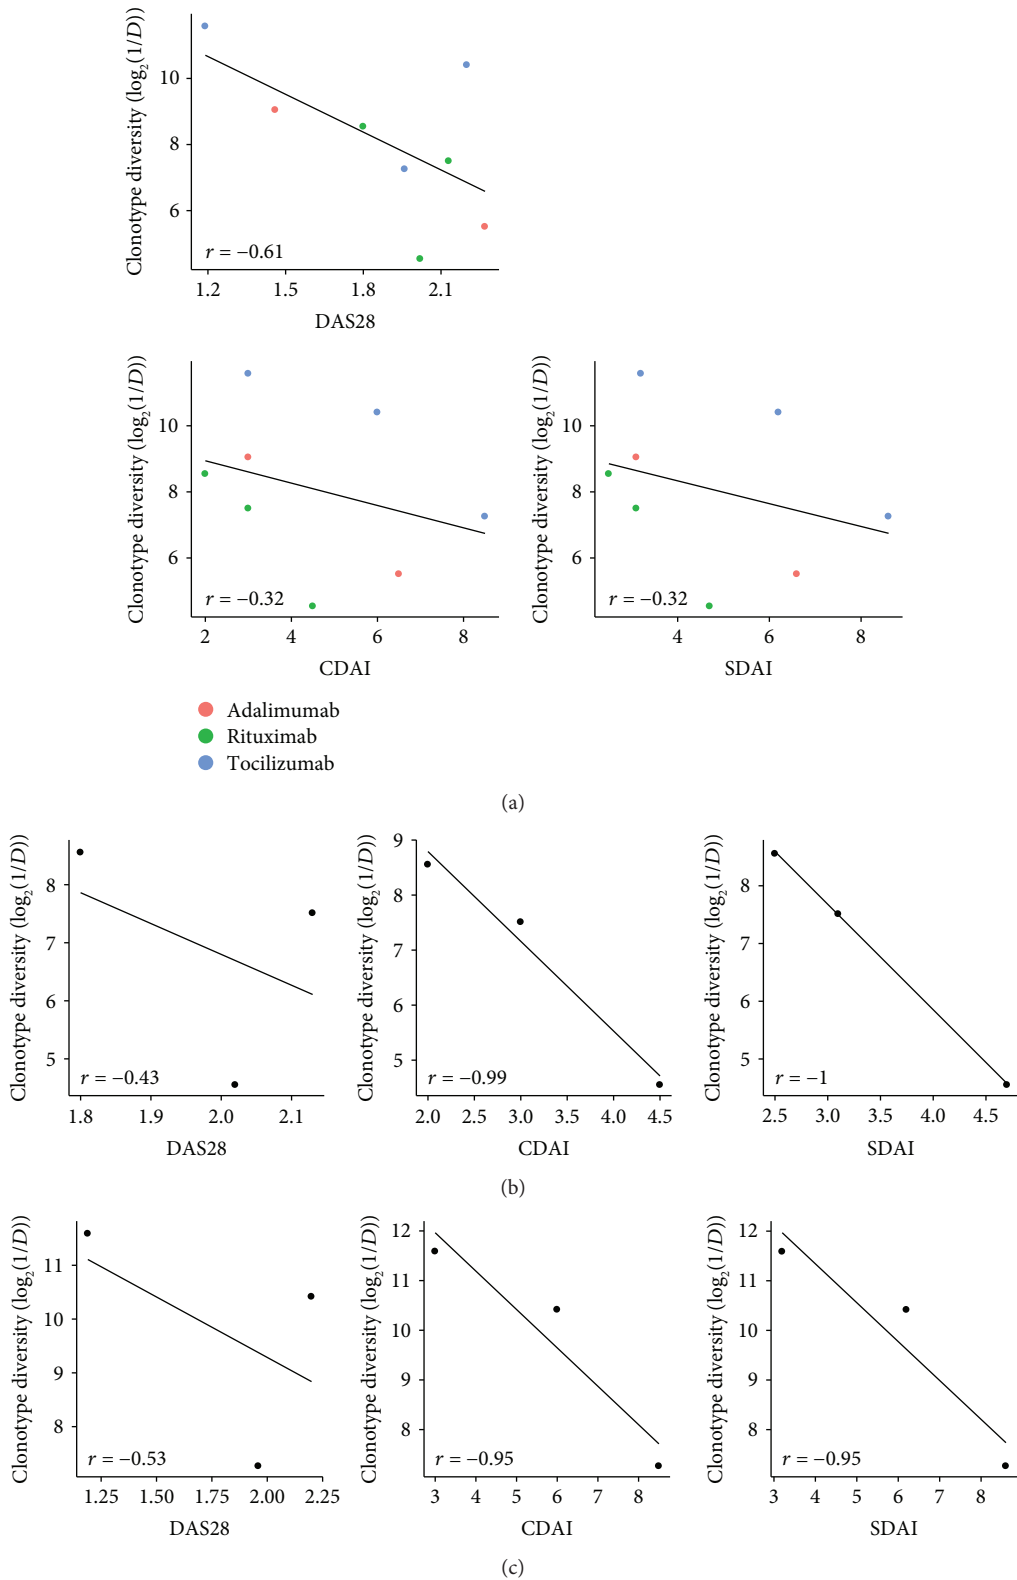 Clonotype diversity (log₂(1/D))
10
8
6
r = −0.61
1.2 1.5 1.8 2.1
DAS28
Clonotype diversity (log₂(1/D))
10
8
6
r = −0.32
2 4 6 8
CDAI
Clonotype diversity (log₂(1/D))
10
8
6
r = −0.32
4 6 8
SDAI
Adalimumab
Rituximab
Tocilizumab
(a)
Clonotype diversity (log₂(1/D))
8
7
6
5
r = −0.43
1.8 1.9 2.0 2.1
DAS28
Clonotype diversity (log₂(1/D))
9
8
7
6
5
r = −0.99
2.0 2.5 3.0 3.5 4.0 4.5
CDAI
Clonotype diversity (log₂(1/D))
8
7
6
5
r = −1
2.5 3.0 3.5 4.0 4.5
SDAI
(b)
Clonotype diversity (log₂(1/D))
11
10
9
8
r = −0.53
1.25 1.50 1.75 2.00 2.25
DAS28
Clonotype diversity (log₂(1/D))
12
11
10
9
8
r = −0.95
3 4 5 6 7 8
CDAI
Clonotype diversity (log₂(1/D))
12
11
10
9
8
r = −0.95
3 4 5 6 7 8
SDAI
(c)